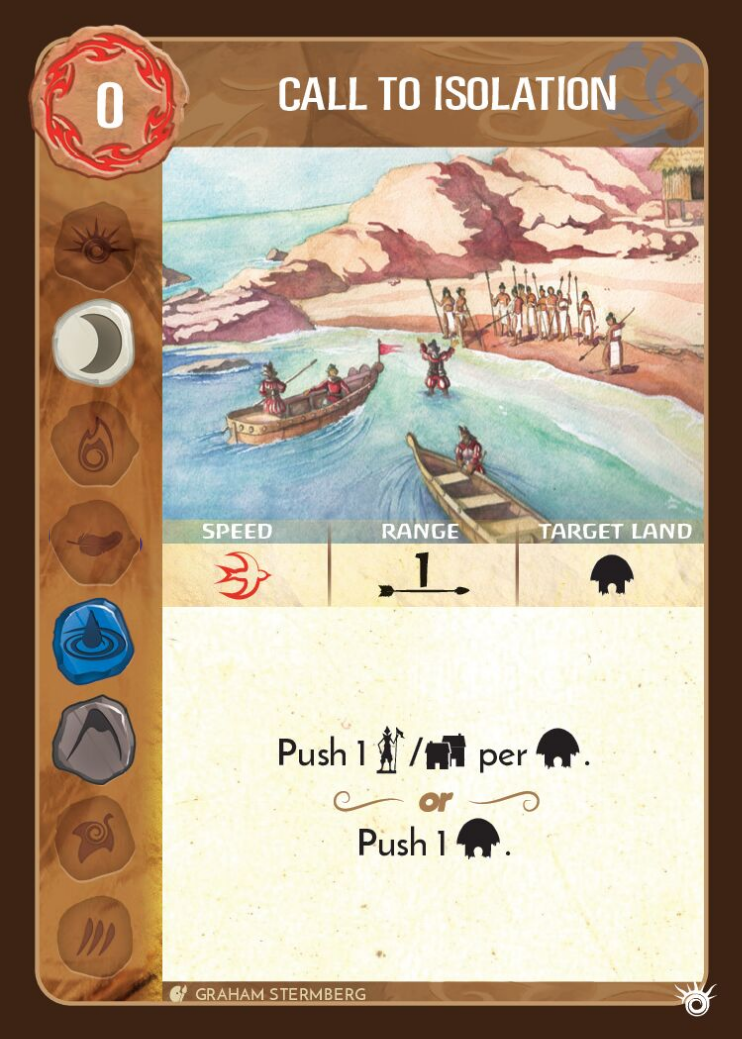 0
CALL TO ISOLATION
SPEED RANGE TARGET LAND
1
Push 1 / per .
or
Push 1 .
GRAHAM STERMBERG